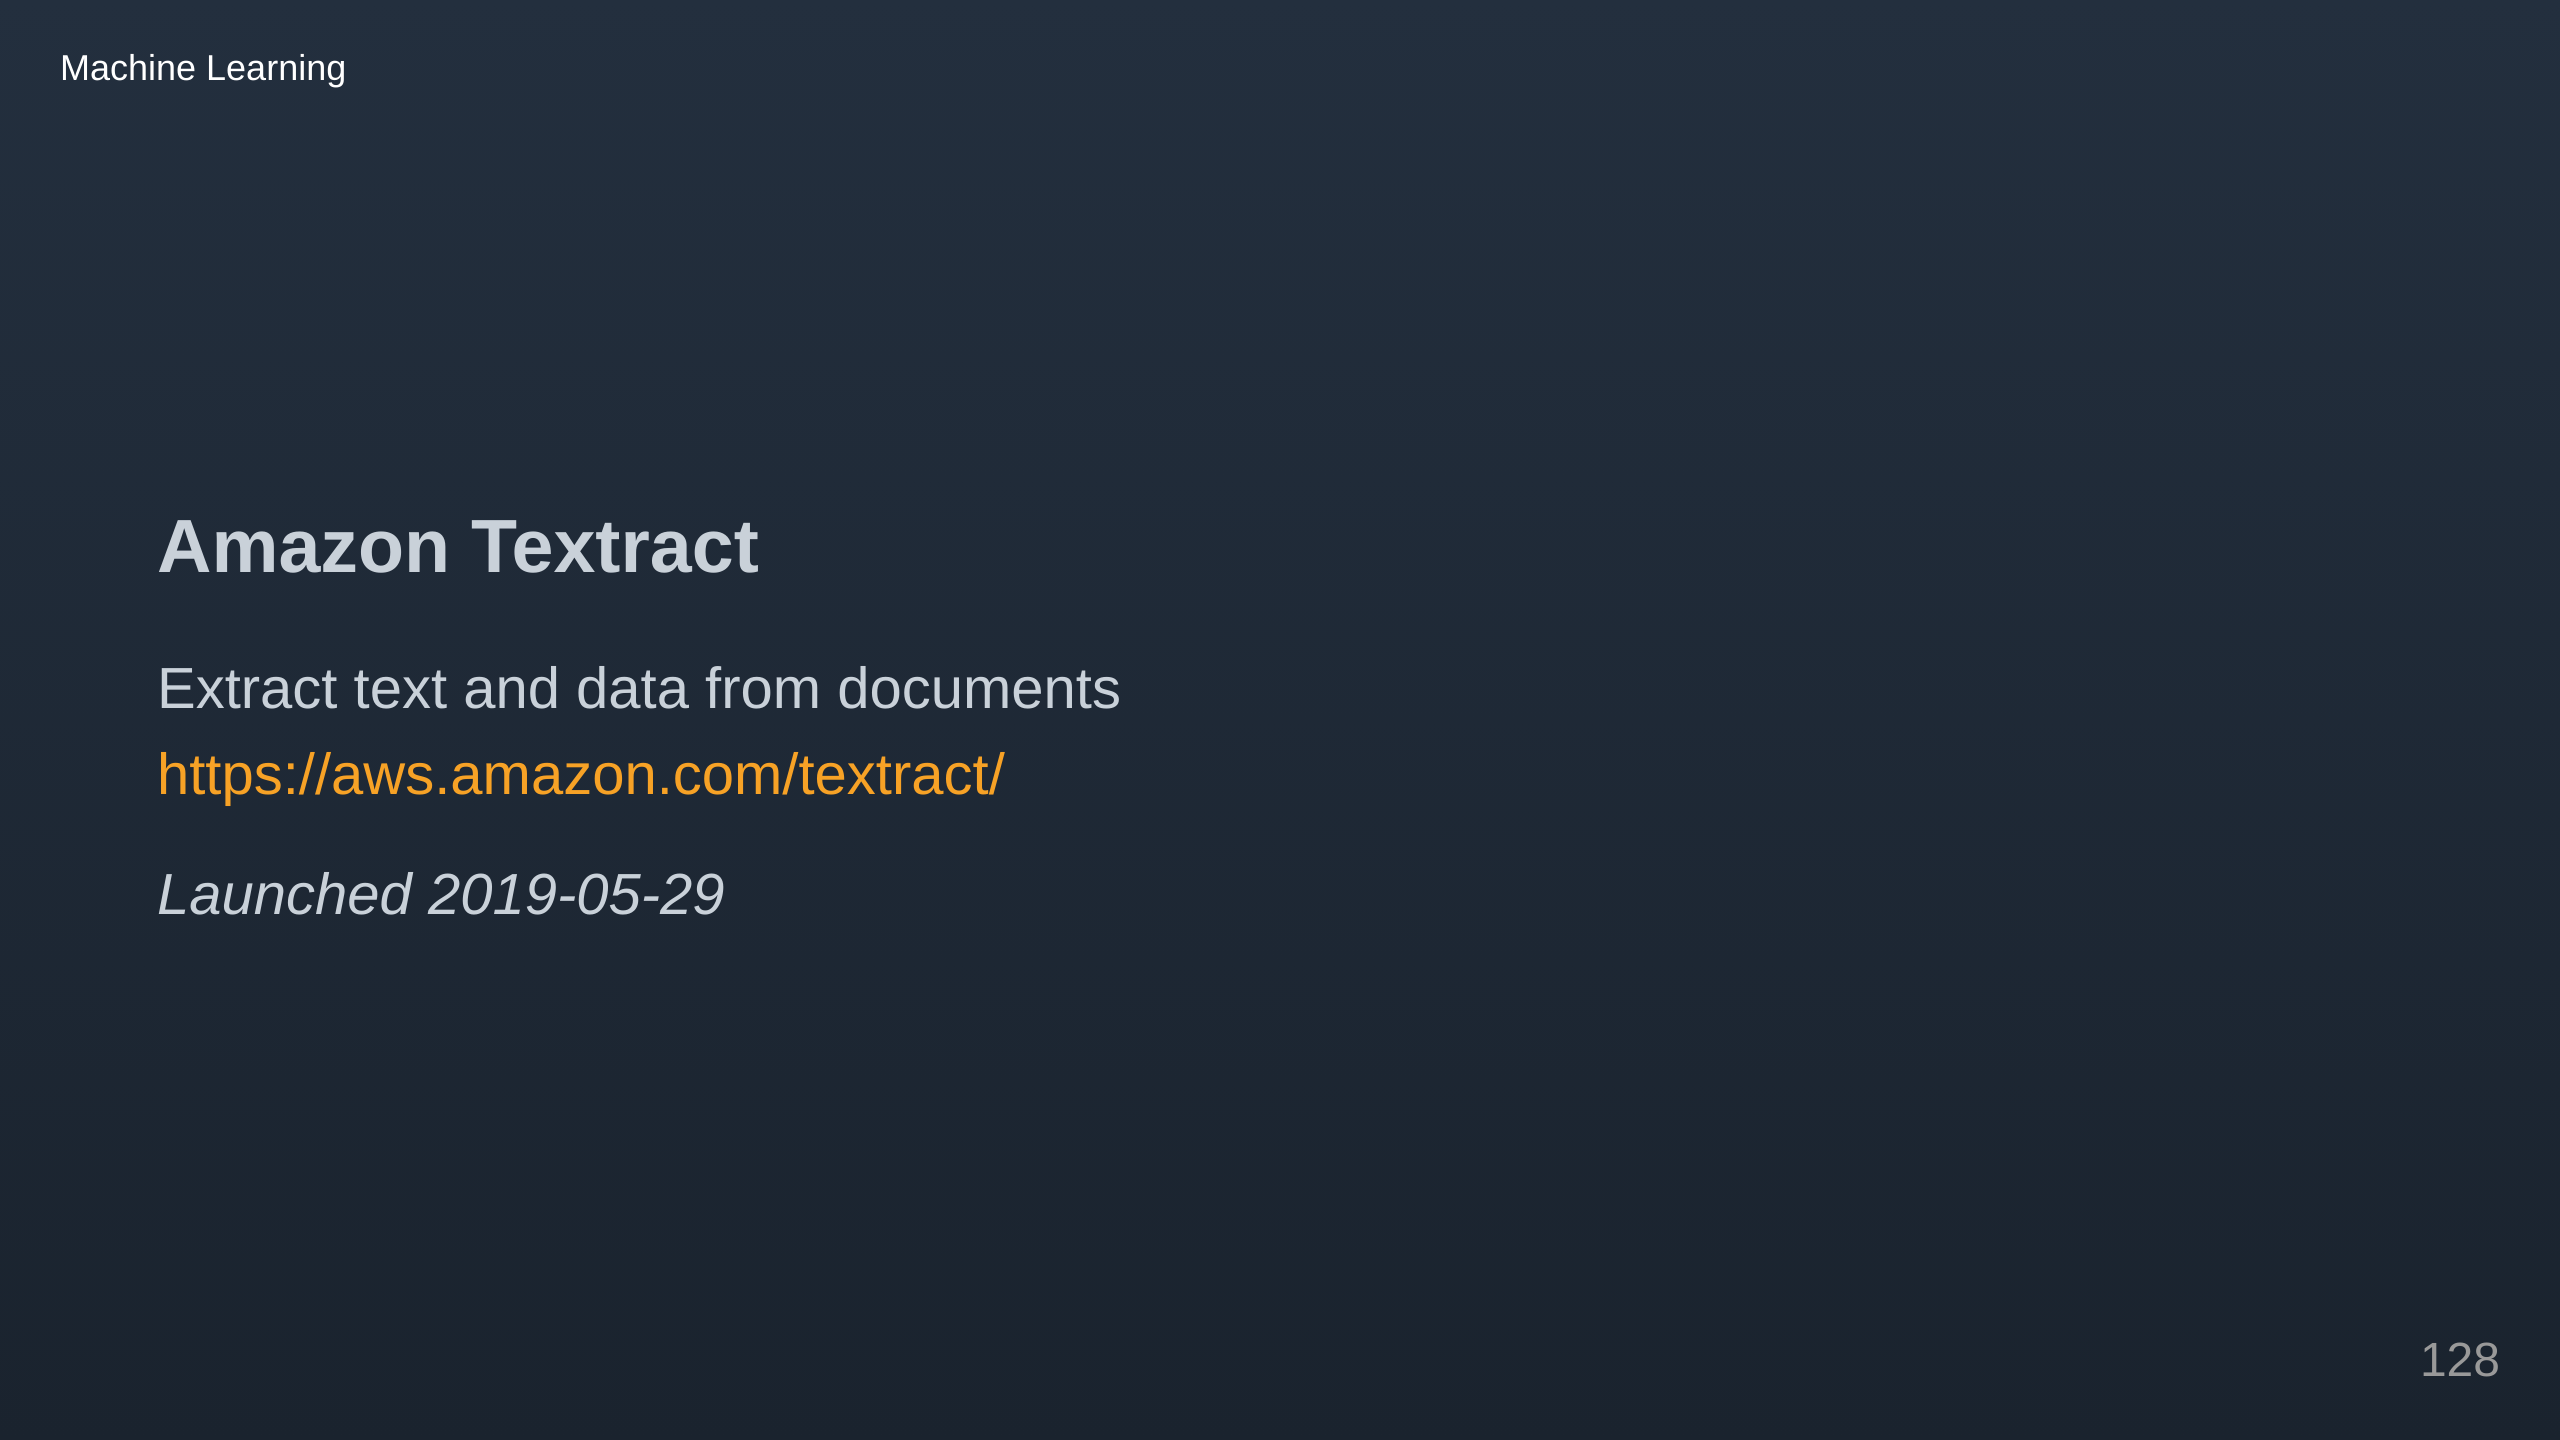 Machine Learning
Amazon Textract
Extract text and data from documents
https://aws.amazon.com/textract/
Launched 2019-05-29
128